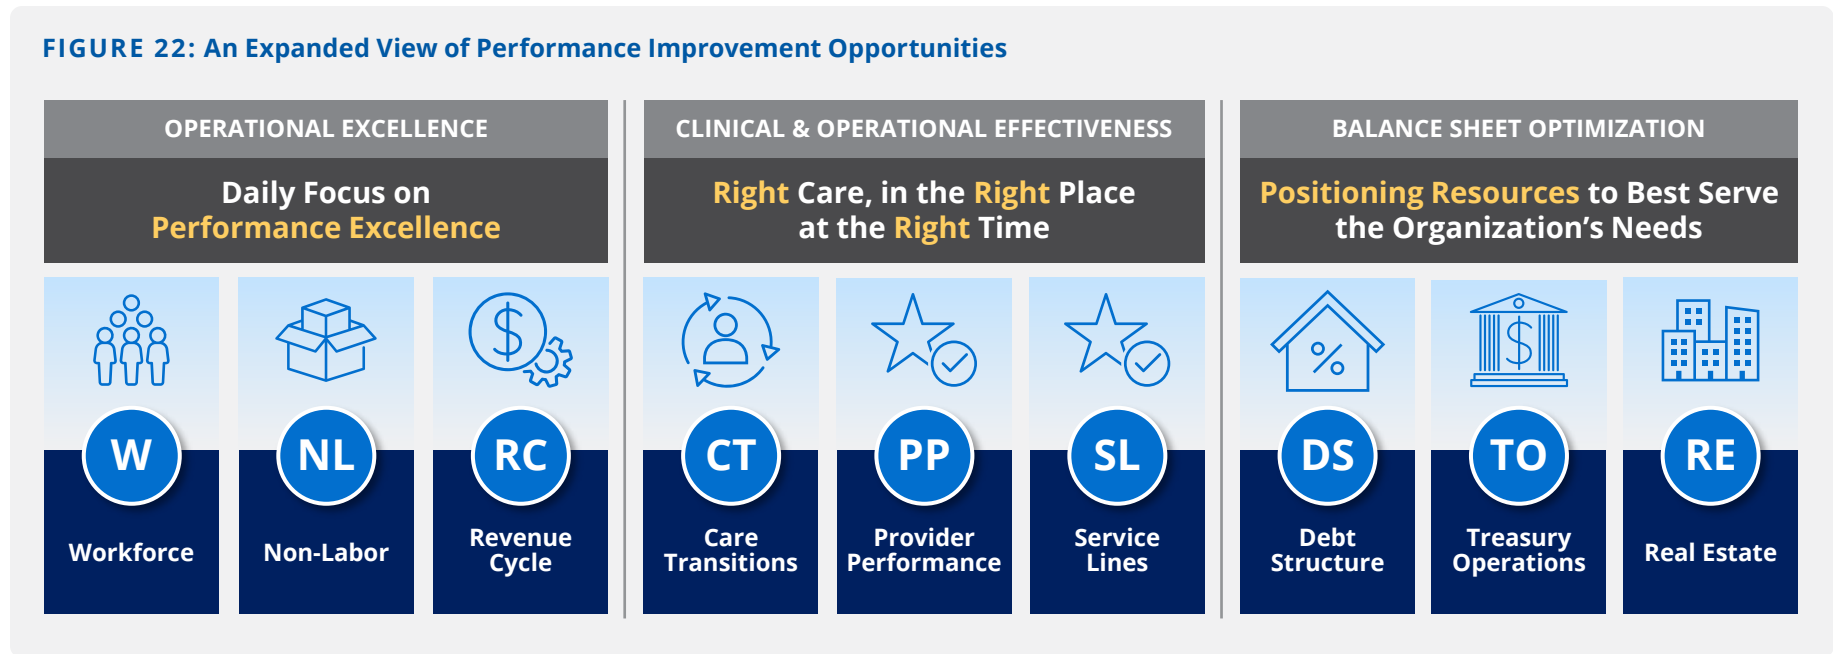 FIGURE 22: An Expanded View of Performance Improvement Opportunities
OPERATIONAL EXCELLENCE
Daily Focus on
Performance Excellence
$
W
NL
RC
Workforce
Non-Labor
Revenue
Cycle
CLINICAL & OPERATIONAL EFFECTIVENESS
Right Care, in the Right Place
at the Right Time
CT
PP
SL
Care
Transitions
Provider
Performance
Service
Lines
BALANCE SHEET OPTIMIZATION
Positioning Resources to Best Serve
the Organization’s Needs
%
$
DS
TO
RE
Debt
Structure
Treasury
Operations
Real Estate